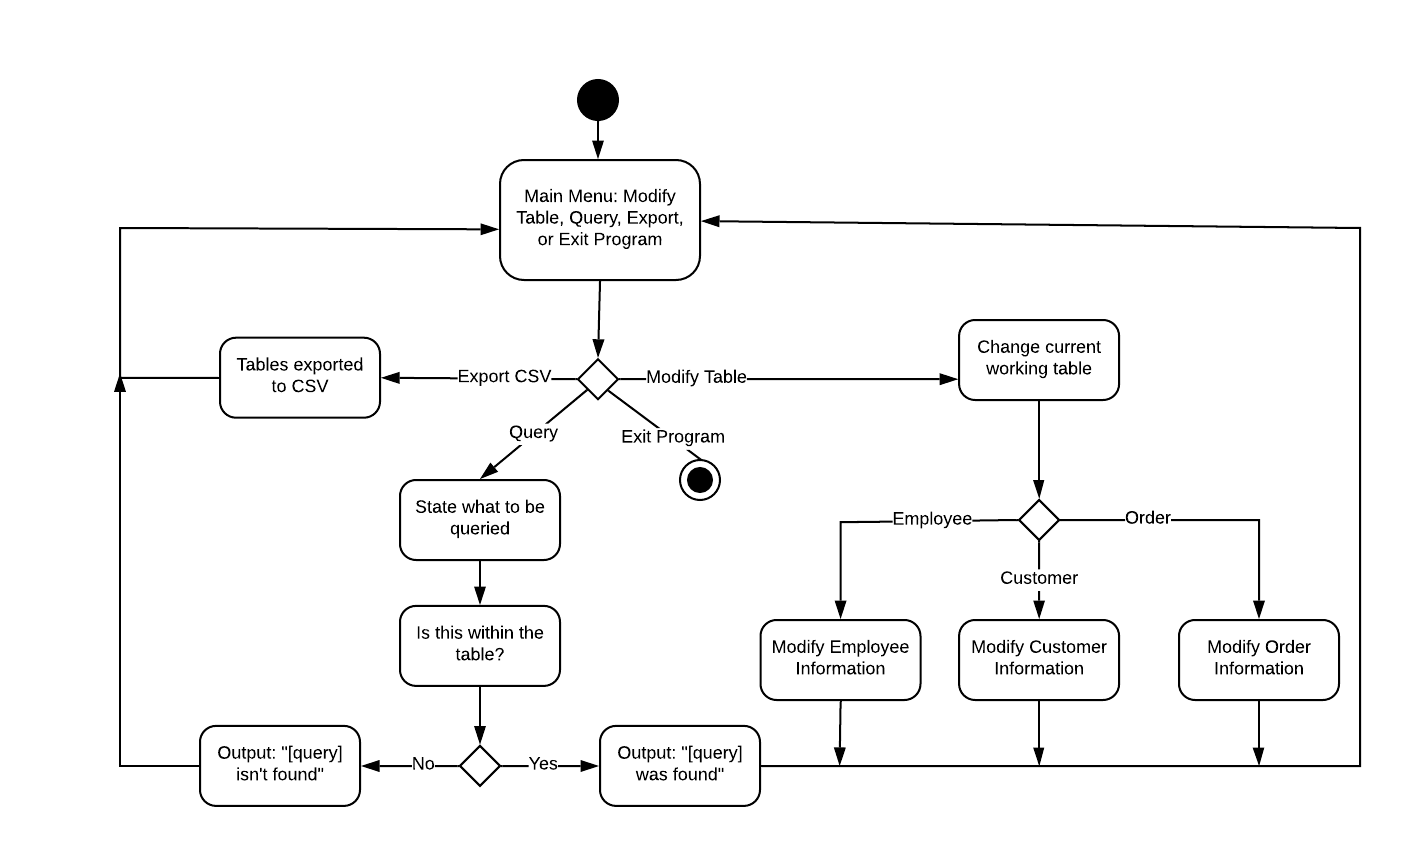 Main Menu: Modify
Table, Query, Export,
or Exit Program
Change current
working table
Tables exported
to CSV
Export CSV
Modify Table
Query
Exit Program
State what to be
queried
Employee
Order
Customer
Is this within the
table?
Modify Employee
Information
Modify Customer
Information
Modify Order
Information
Output: "[query]
isn't found"
No
Yes
Output: "[query]
was found"